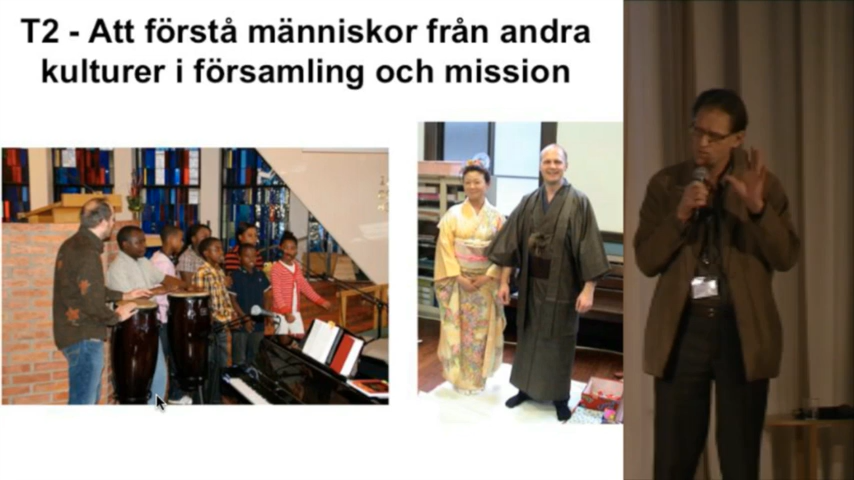 T2 - Att förstå människor från andra
kulturer i församling och mission